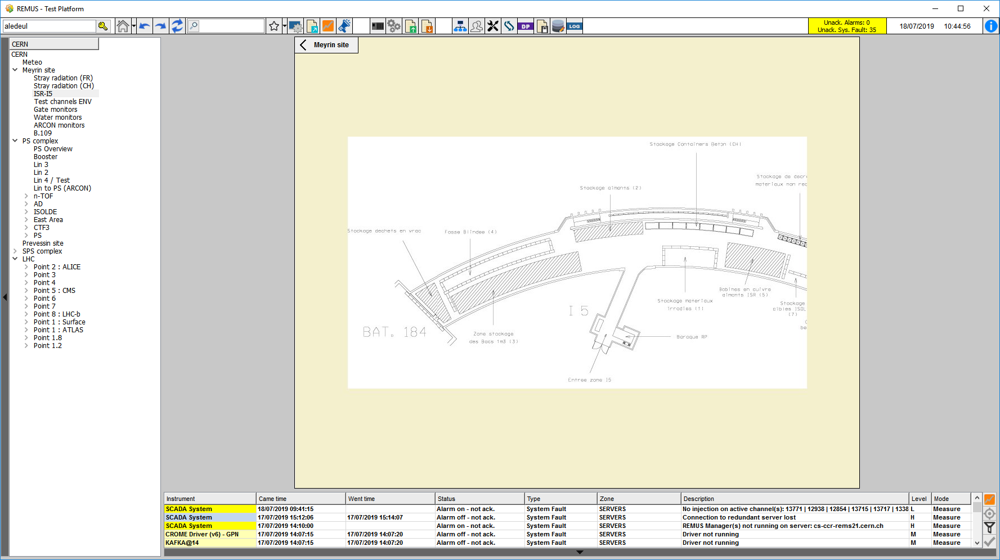 REMUS - Test Platform
aledeul
DP
LOG
Unack. Alarms: 0
Unack. Sys. Fault: 35
18/07/2019 10:44:56
CERN
CERN
Meteo
Meyrin site
Stray radiation (FR)
Stray radiation (CH)
ISR-I5
Test channels ENV
Gate monitors
Water monitors
ARCON monitors
B.109
PS complex
PS Overview
Booster
Lin 3
Lin 2
Lin 4 / Test
Lin to PS (ARCON)
n-TOF
AD
ISOLDE
East Area
CTF3
PS
Prevessin site
SPS complex
LHC
Point 2 : ALICE
Point 3
Point 4
Point 5 : CMS
Point 6
Point 7
Point 8 : LHC-b
Point 1 : Surface
Point 1 : ATLAS
Point 1.8
Point 1.2
Meyrin site
Stockage Containers Beton (CH)
Stockage de decr
materiaux non rec
Stockage aimants (2)
Stockage dechets en vrac
Fosse Blindee (4)
Bobines en cuivre
aimants ISR (5)
Stockage materiaux
irradies (1)
Stockage
cibles ISOL
(7)
be
I 5
BAT. 184
Zone stockage
des Bacs 1m3 (3)
Baraque RP
Entree zone I5
Instrument Came time Went time Status Type Zone Description Level Mode
SCADA System 18/07/2019 09:41:15 Alarm on - not ack. System Fault SERVERS No injection on active channel(s): 13771 | 12938 | 12854 | 13715 | 13717 | 1338 L Measure
SCADA System 17/07/2019 15:12:06 17/07/2019 15:14:07 Alarm off - not ack. System Fault SERVERS Connection to redundant server lost H Measure
SCADA System 17/07/2019 14:10:00 Alarm on - not ack. System Fault SERVERS REMUS Manager(s) not running on server: cs-ccr-rems21.cern.ch H Measure
CROME Driver (v6) - GPN 17/07/2019 14:07:15 17/07/2019 14:07:20 Alarm off - not ack. System Fault SERVERS Driver not running M Measure
KAFKA@14 17/07/2019 14:07:15 17/07/2019 14:07:20 Alarm off - not ack. System Fault SERVERS Driver not running M Measure